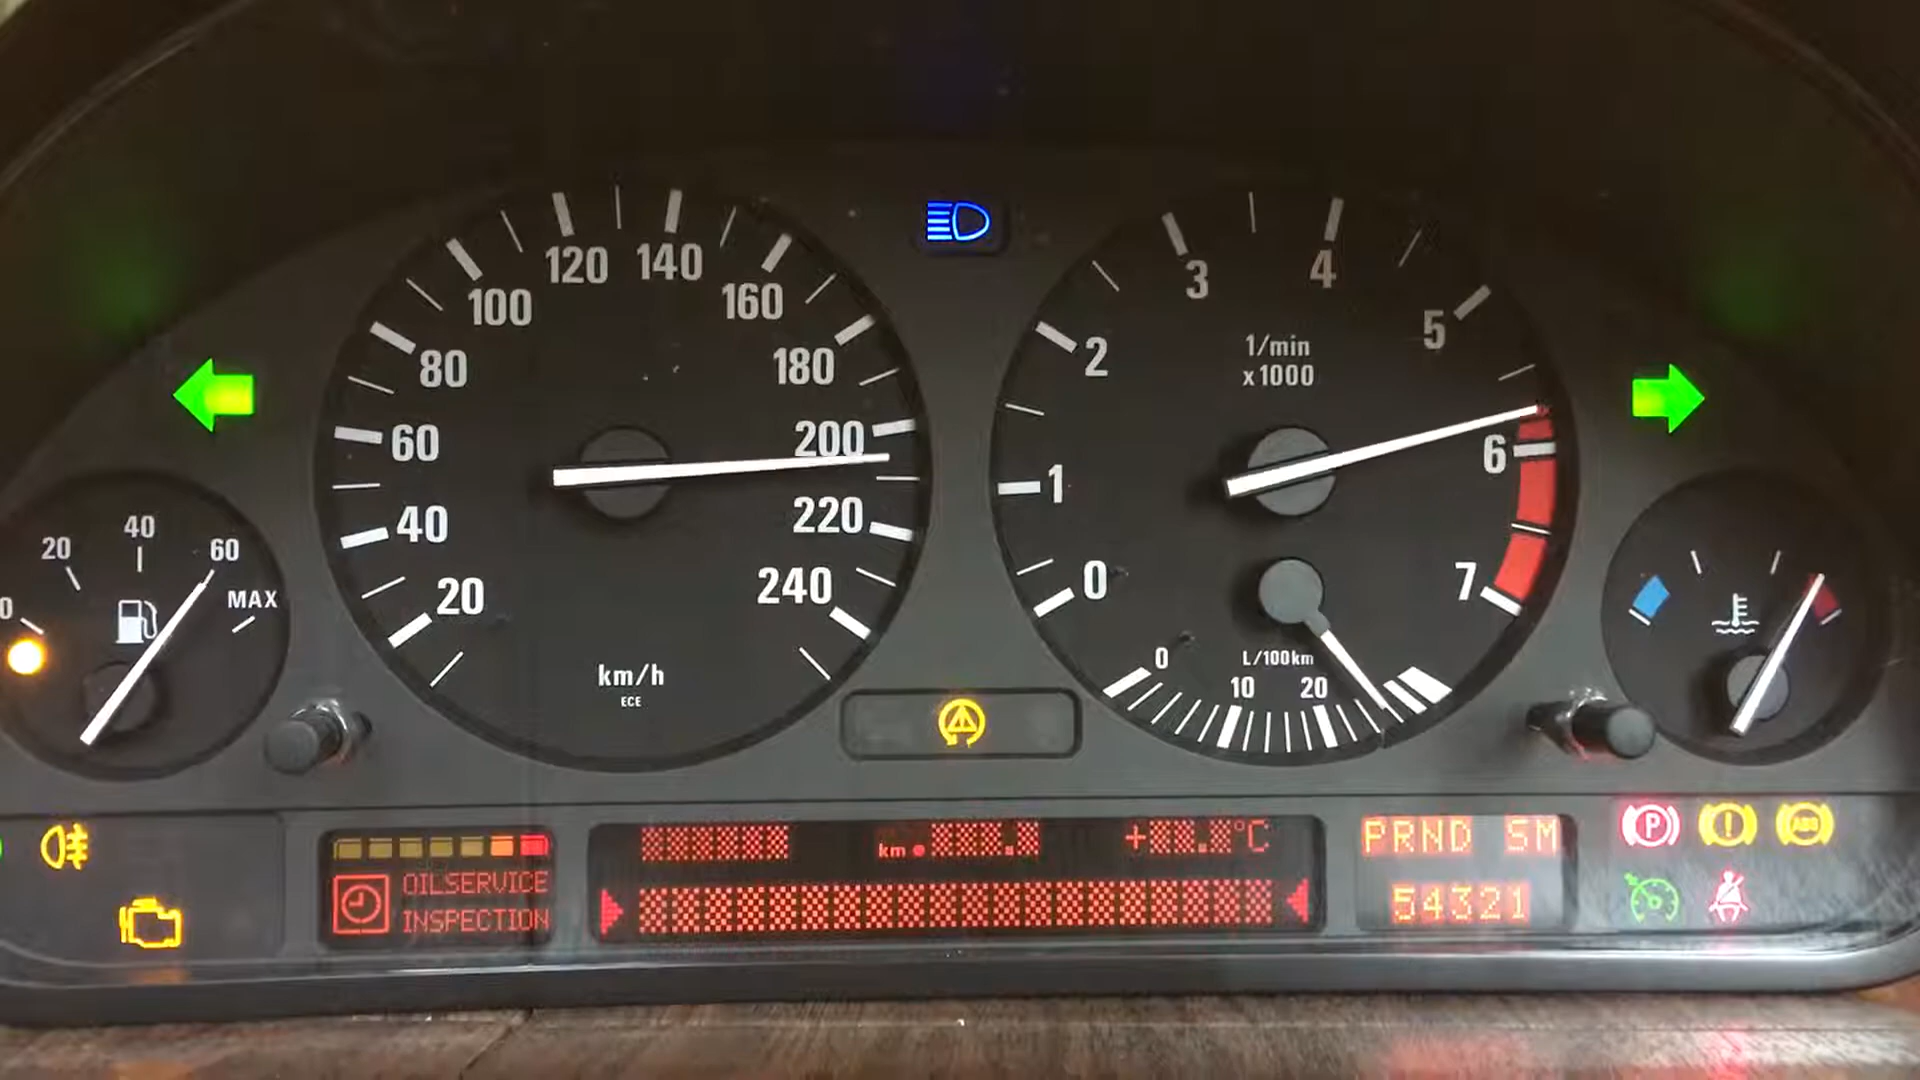 0
20
40
60
MAX
20
40
60
80
100
120
140
160
180
200
220
240
km/h
ECE
0
1
2
3
4
5
6
7
1/min
x1000
0
10
20
L/100km
OILSERVICE
INSPECTION
km
+
°C
PRND SM
54321
P
!
ABS